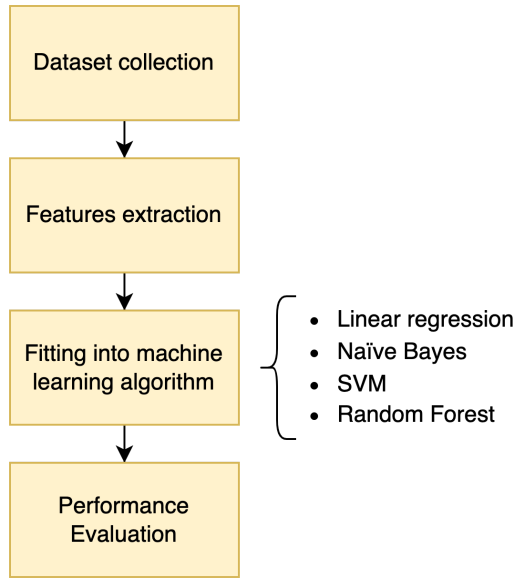 Dataset collection
Features extraction
Fitting into machine
learning algorithm
• Linear regression
• Naïve Bayes
• SVM
• Random Forest
Performance
Evaluation